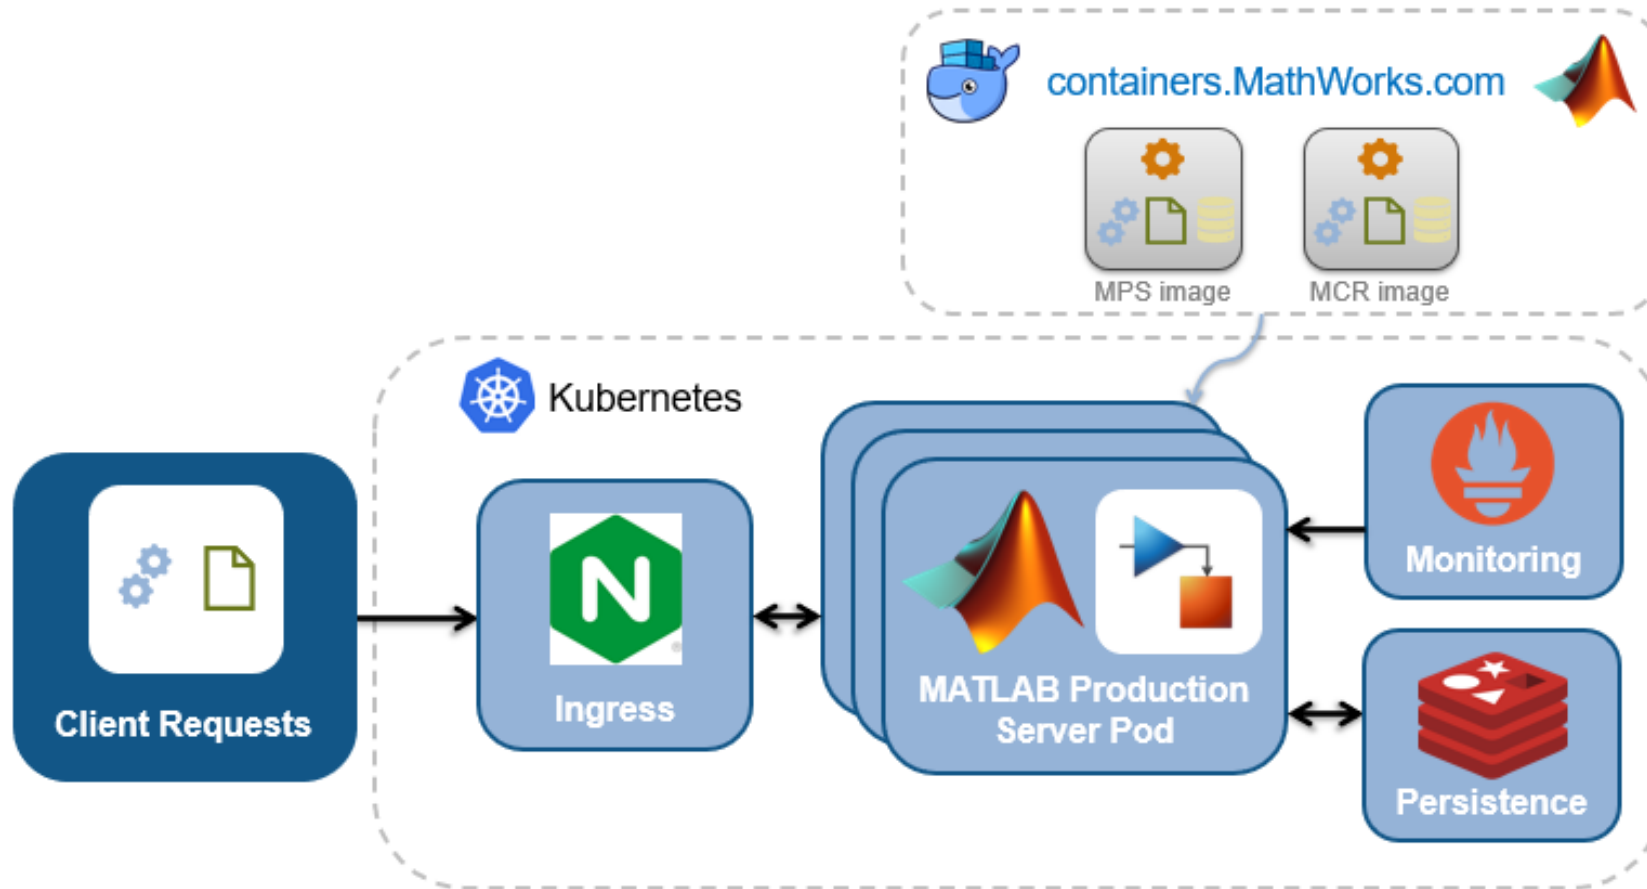 containers.MathWorks.com
MPS image
MCR image
Kubernetes
Client Requests
N
Ingress
MATLAB Production
Server Pod
Monitoring
Persistence